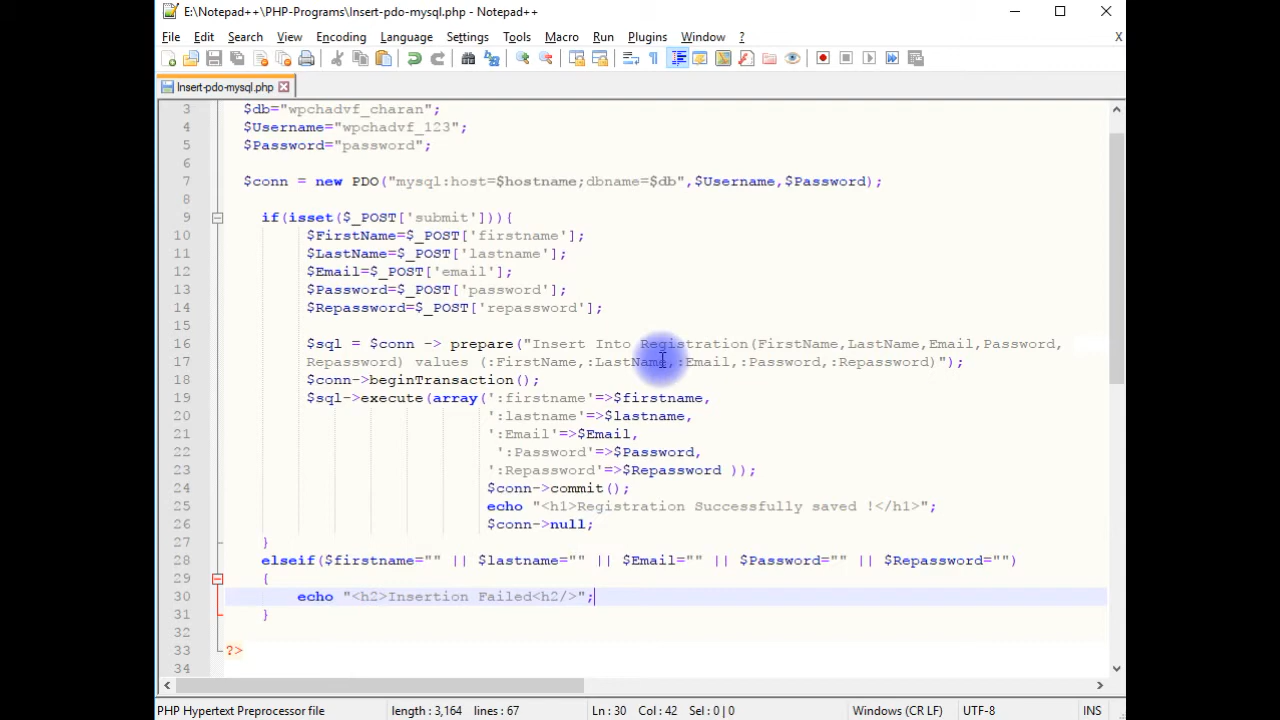 E:\Notepad++\PHP-Programs\Insert-pdo-mysql.php - Notepad++
File Edit Search View Encoding Language Settings Tools Macro Run Plugins Window ? X
Insert-pdo-mysql.php
3 $db="wpchadvf_charan";
4 $Username="wpchadvf_123";
5 $Password="password";
6
7 $conn = new PDO("mysql:host=$hostname;dbname=$db",$Username,$Password);
8
9 if(isset($_POST['submit'])){
10 $FirstName=$_POST['firstname'];
11 $LastName=$_POST['lastname'];
12 $Email=$_POST['email'];
13 $Password=$_POST['password'];
14 $Repassword=$_POST['repassword'];
15
16 $sql = $conn -> prepare("Insert Into Registration(FirstName,LastName,Email,Password,
17 Repassword) values (:FirstName,:LastName,:Email,:Password,:Repassword)");
18 $conn->beginTransaction();
19 $sql->execute(array(':firstname'=>$firstname,
20 ':lastname'=>$lastname,
21 ':Email'=>$Email,
22 ':Password'=>$Password,
23 ':Repassword'=>$Repassword ));
24 $conn->commit();
25 echo "<h1>Registration Successfully saved !</h1>";
26 $conn->null;
27 }
28 elseif($firstname="" || $lastname="" || $Email="" || $Password="" || $Repassword="")
29 {
30 echo "<h2>Insertion Failed<h2/>";
31 }
32
33 ?>
34
PHP Hypertext Preprocessor file length : 3,164 lines : 67 Ln : 30 Col : 42 Sel : 0 | 0 Windows (CR LF) UTF-8 INS